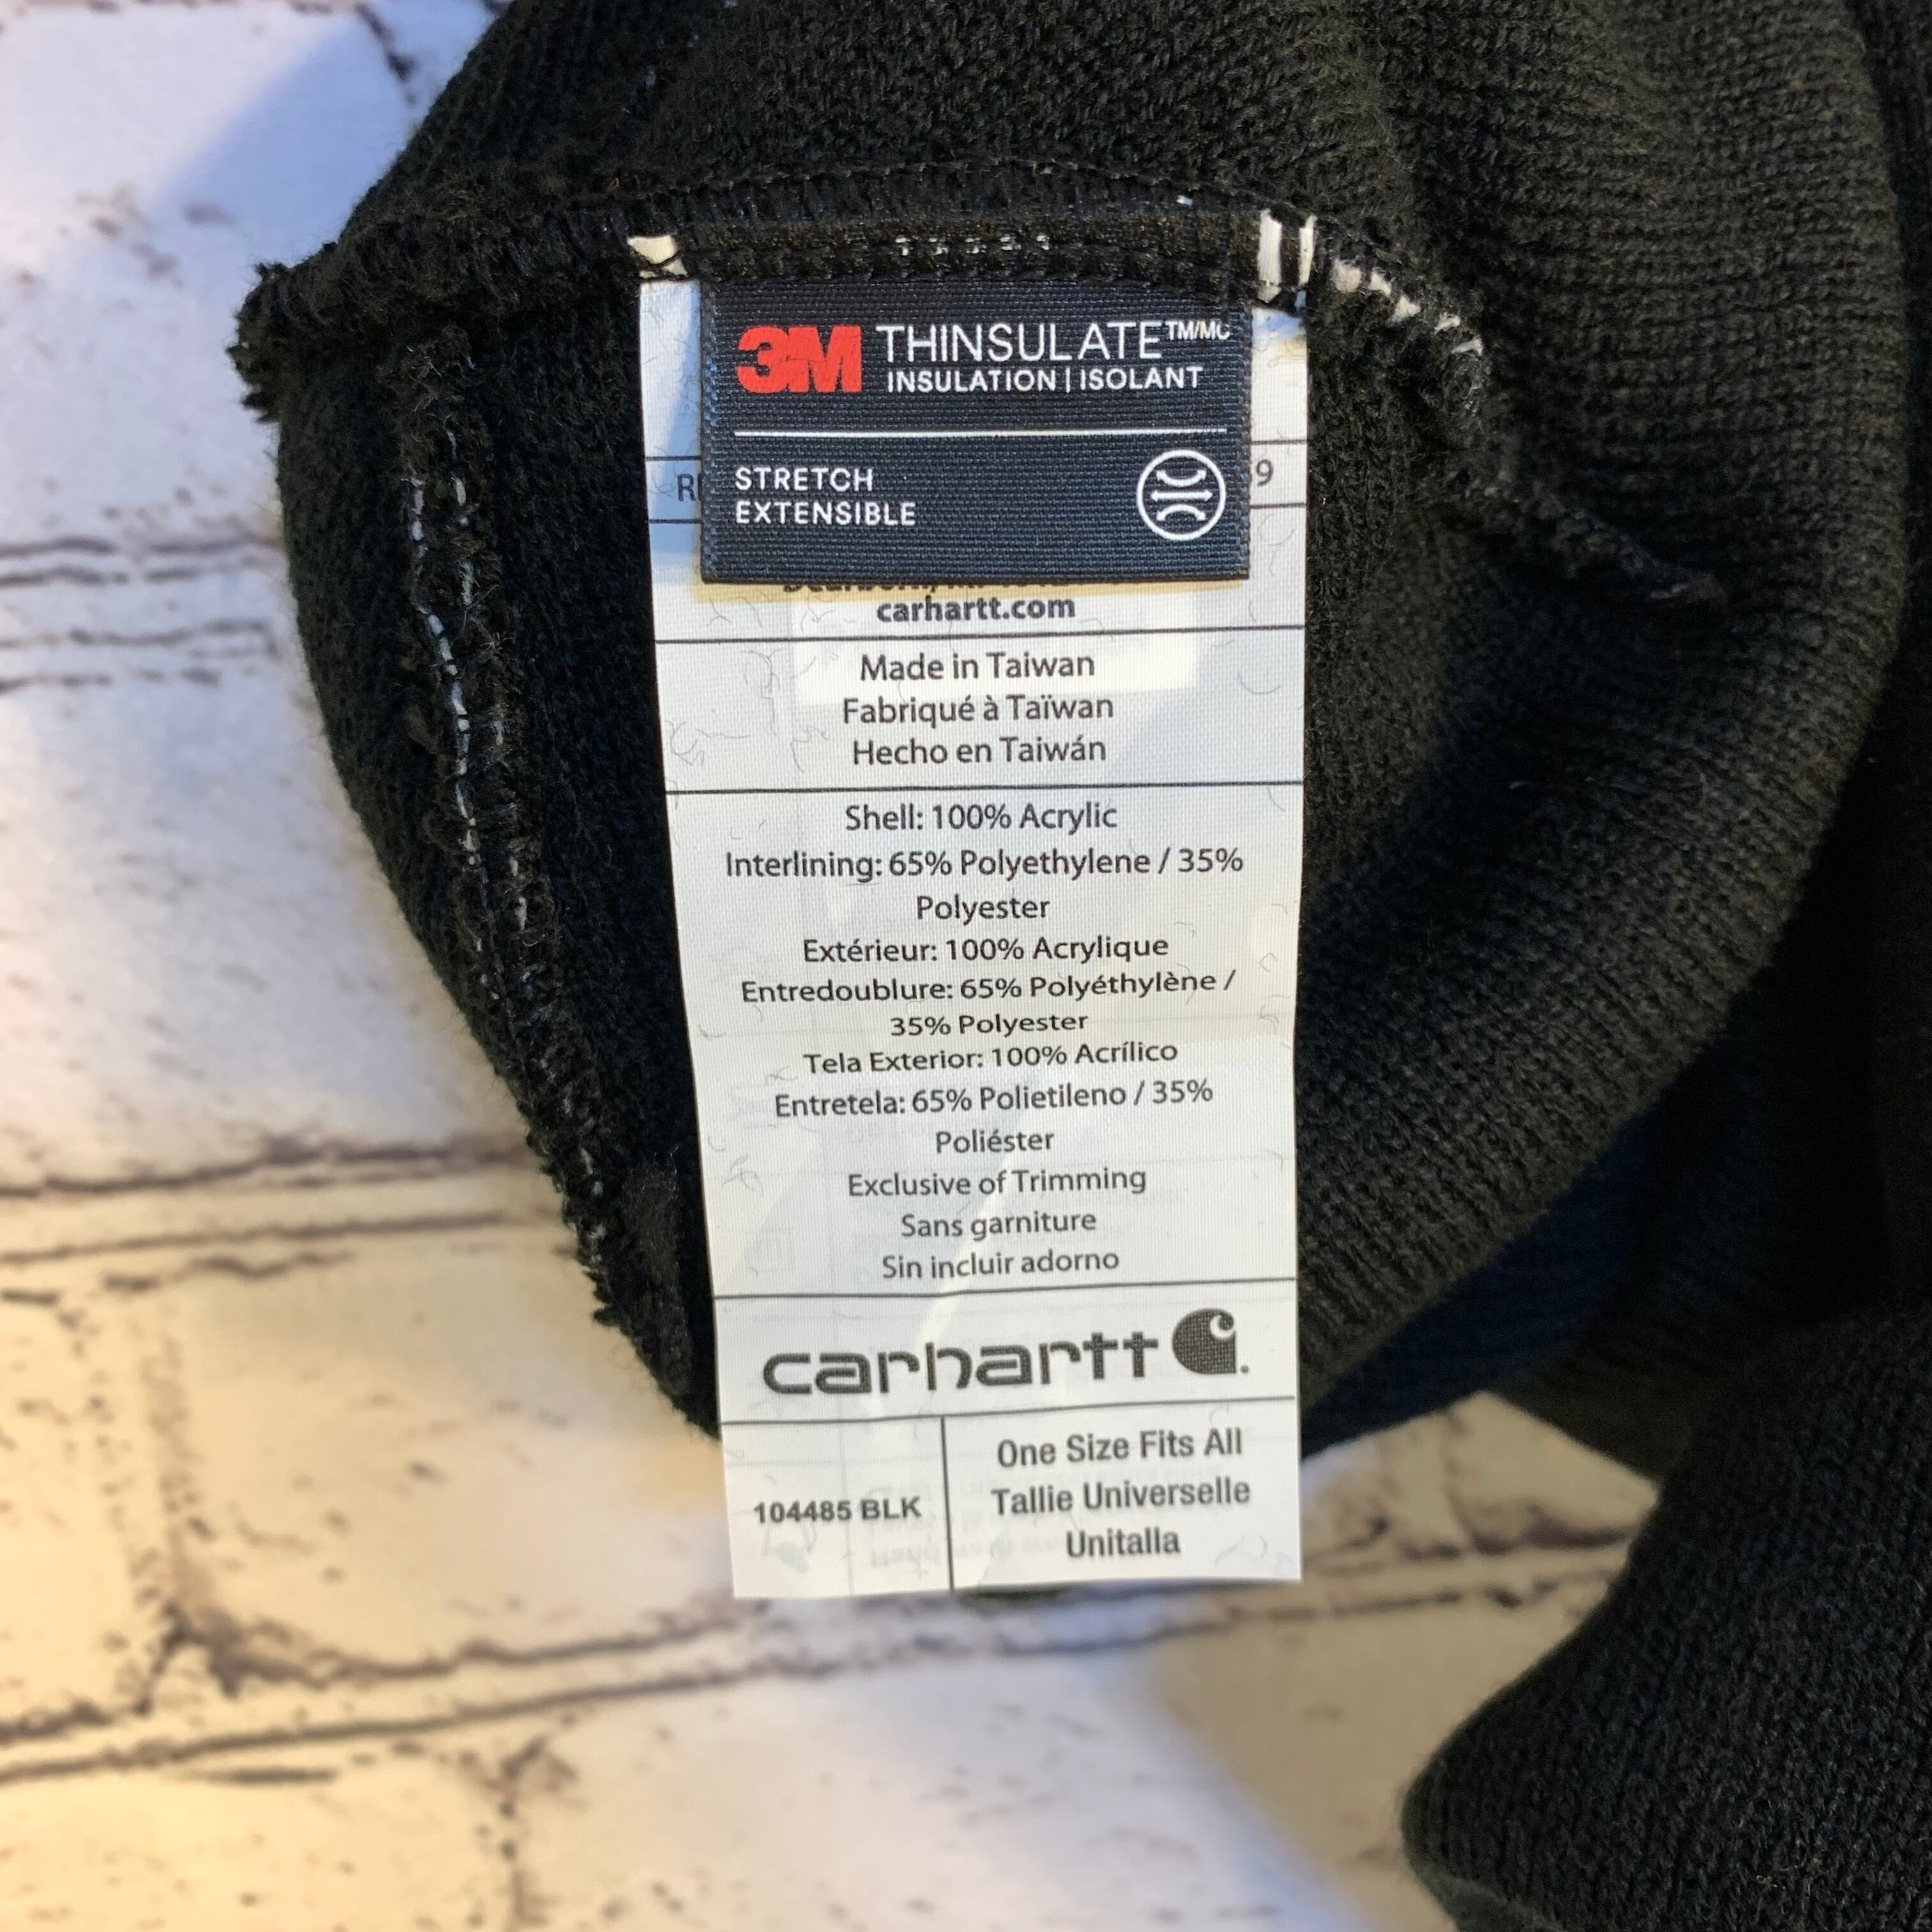 3M THINSULATE TM/MC
INSULATION | ISOLANT
STRETCH
EXTENSIBLE
9
carhartt.com
Made in Taiwan
Fabriqué à Taïwan
Hecho en Taiwán
Shell: 100% Acrylic
Interlining: 65% Polyethylene / 35%
Polyester
Extérieur: 100% Acrylique
Entredoublure: 65% Polyéthylène /
35% Polyester
Tela Exterior: 100% Acrílico
Entretela: 65% Polietileno / 35%
Poliéster
Exclusive of Trimming
Sans garniture
Sin incluir adorno
carhartt
104485 BLK
One Size Fits All
Tallie Universelle
Unitalla